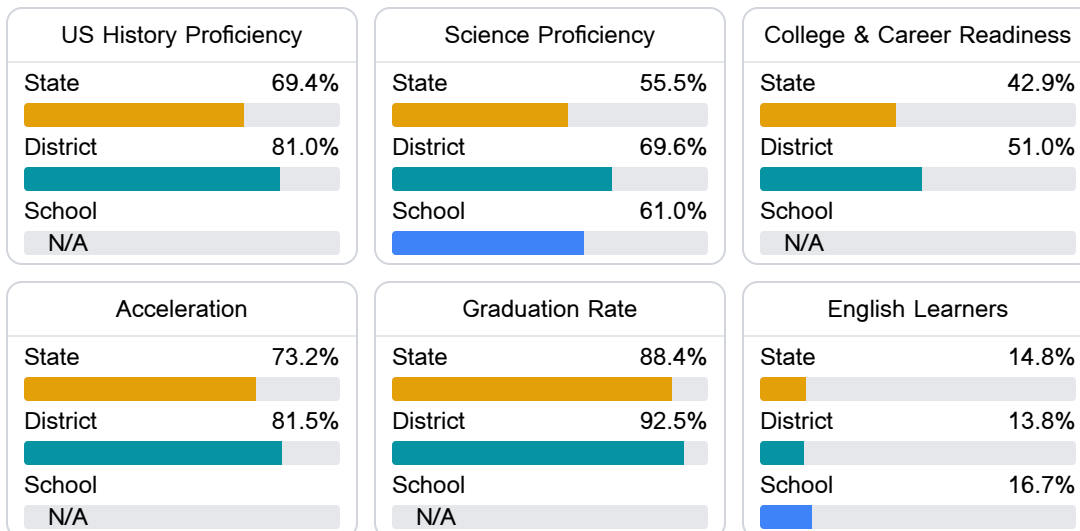 US History Proficiency
State 69.4%
District 81.0%
School
N/A
Science Proficiency
State 55.5%
District 69.6%
School 61.0%
College & Career Readiness
State 42.9%
District 51.0%
School
N/A
Acceleration
State 73.2%
District 81.5%
School
N/A
Graduation Rate
State 88.4%
District 92.5%
School
N/A
English Learners
State 14.8%
District 13.8%
School 16.7%